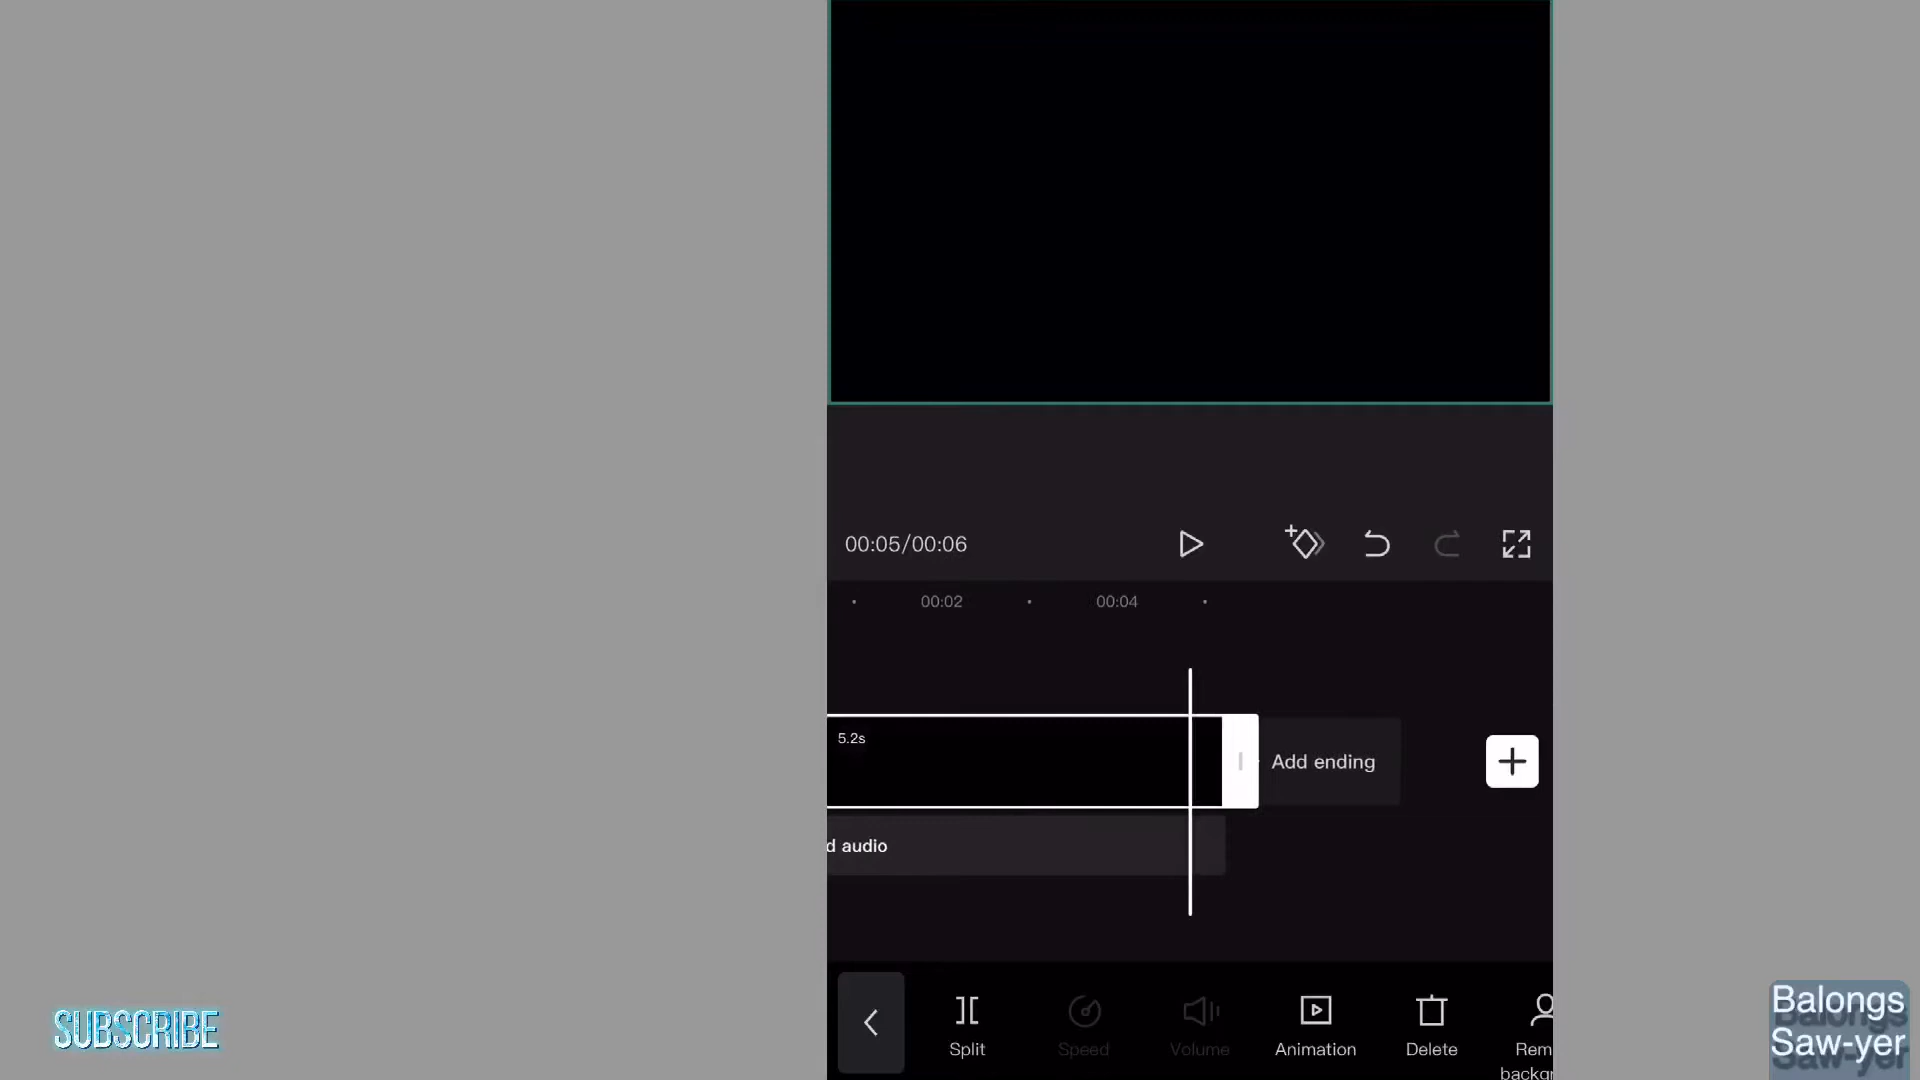 00:05/00:06
00:02
00:04
5.2s
Add ending
d audio
Split
Speed
Volume
Animation
Delete
Rem
backgr
SUBSCRIBE
Balongs
Saw-yer